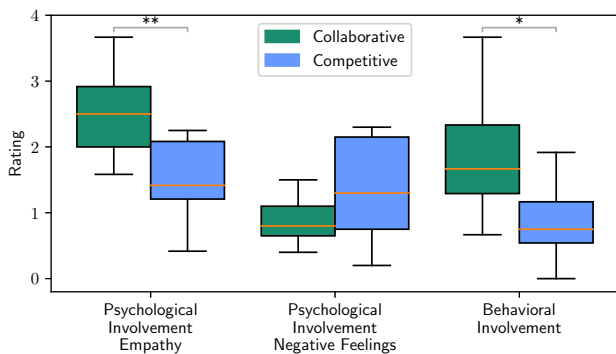 4
3
2
1
0
Rating
**
*
Collaborative
Competitive
Psychological
Involvement
Empathy
Psychological
Involvement
Negative Feelings
Behavioral
Involvement